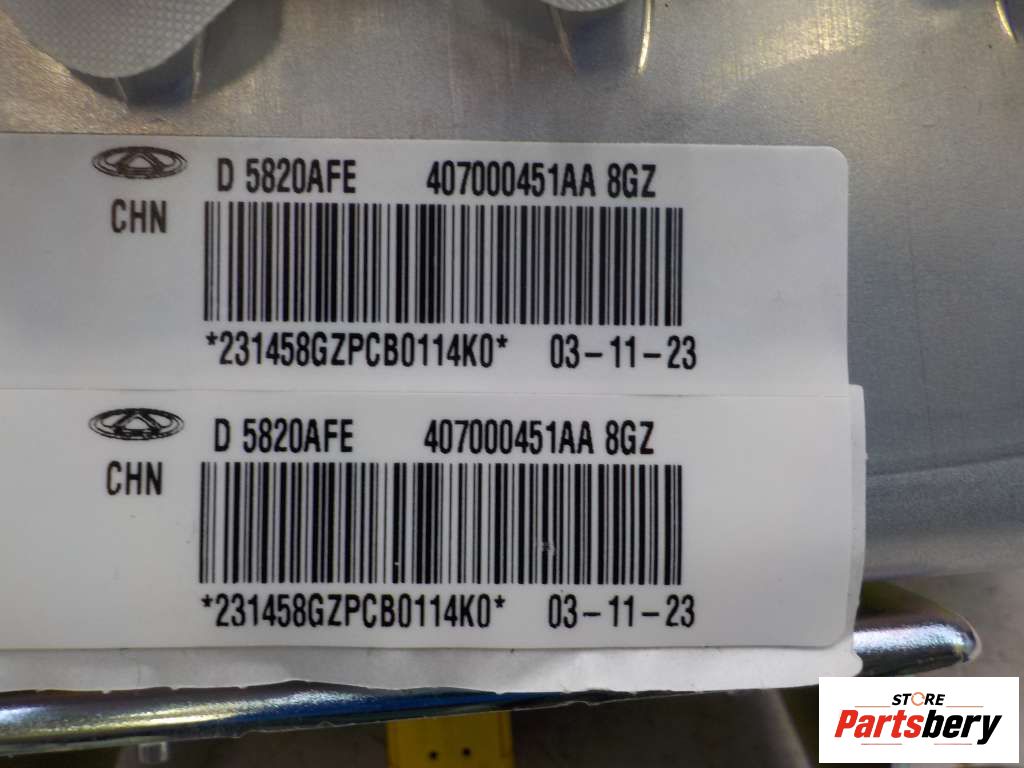 D 5820AFE 407000451AA 8GZ
CHN
*231458GZPCB0114K0* 03-11-23
D 5820AFE 407000451AA 8GZ
CHN
*231458GZPCB0114K0* 03-11-23
STORE
Partsbery